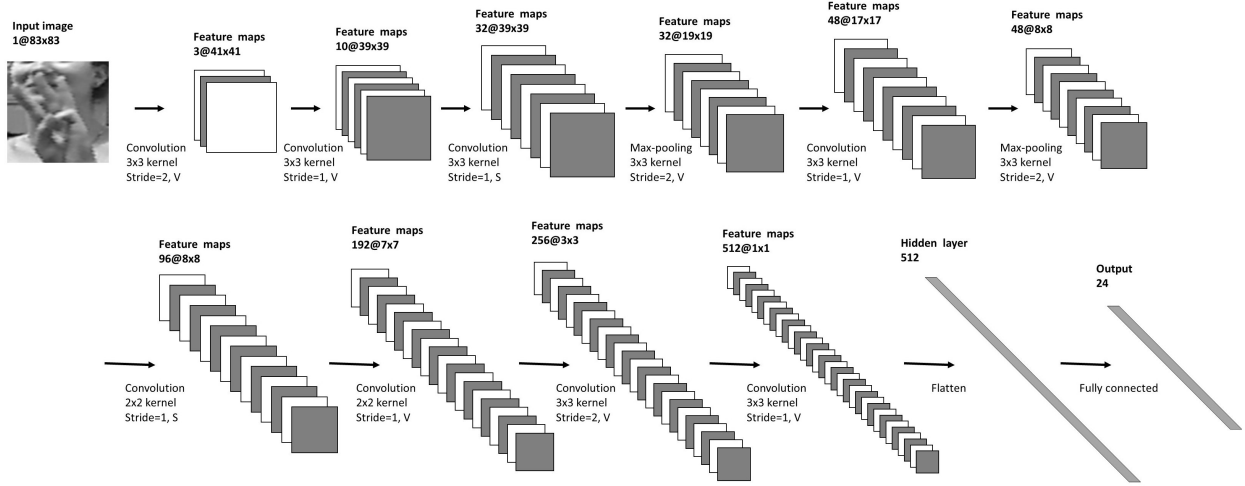 Input image
1@83x83
Convolution
3x3 kernel
Stride=2, V
Feature maps
3@41x41
Convolution
3x3 kernel
Stride=1, V
Feature maps
10@39x39
Convolution
3x3 kernel
Stride=1, S
Feature maps
32@39x39
Max-pooling
3x3 kernel
Stride=2, V
Feature maps
32@19x19
Convolution
3x3 kernel
Stride=1, V
Feature maps
48@17x17
Max-pooling
3x3 kernel
Stride=2, V
Feature maps
48@8x8
Convolution
2x2 kernel
Stride=1, S
Feature maps
96@8x8
Convolution
2x2 kernel
Stride=1, V
Feature maps
192@7x7
Convolution
3x3 kernel
Stride=2, V
Feature maps
256@3x3
Convolution
3x3 kernel
Stride=1, V
Feature maps
512@1x1
Flatten
Hidden layer
512
Fully connected
Output
24